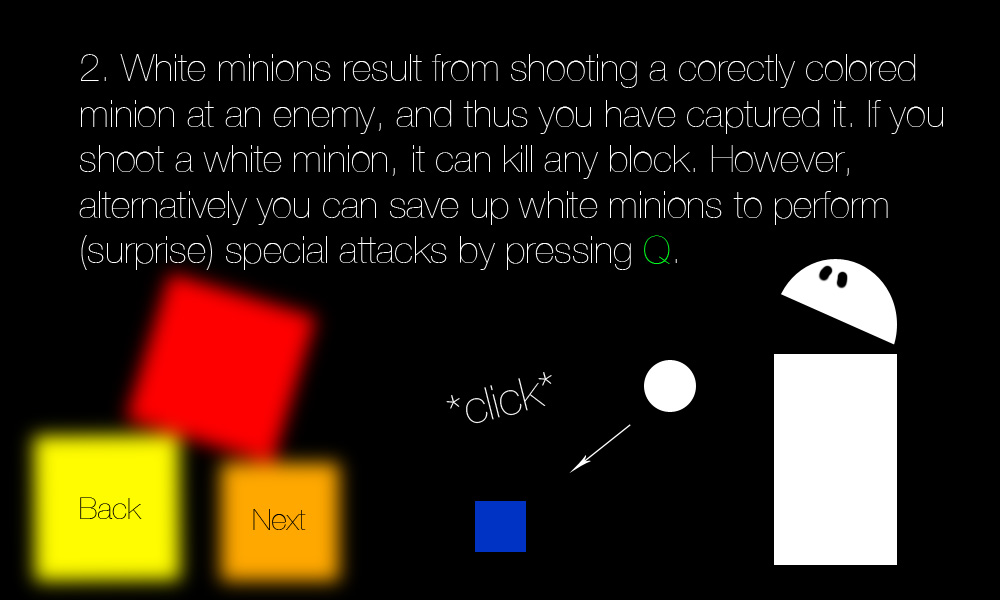 2. White minions result from shooting a corectly colored
minion at an enemy, and thus you have captured it. If you
shoot a white minion, it can kill any block. However,
alternatively you can save up white minions to perform
(surprise) special attacks by pressing Q.
*click*
Back
Next